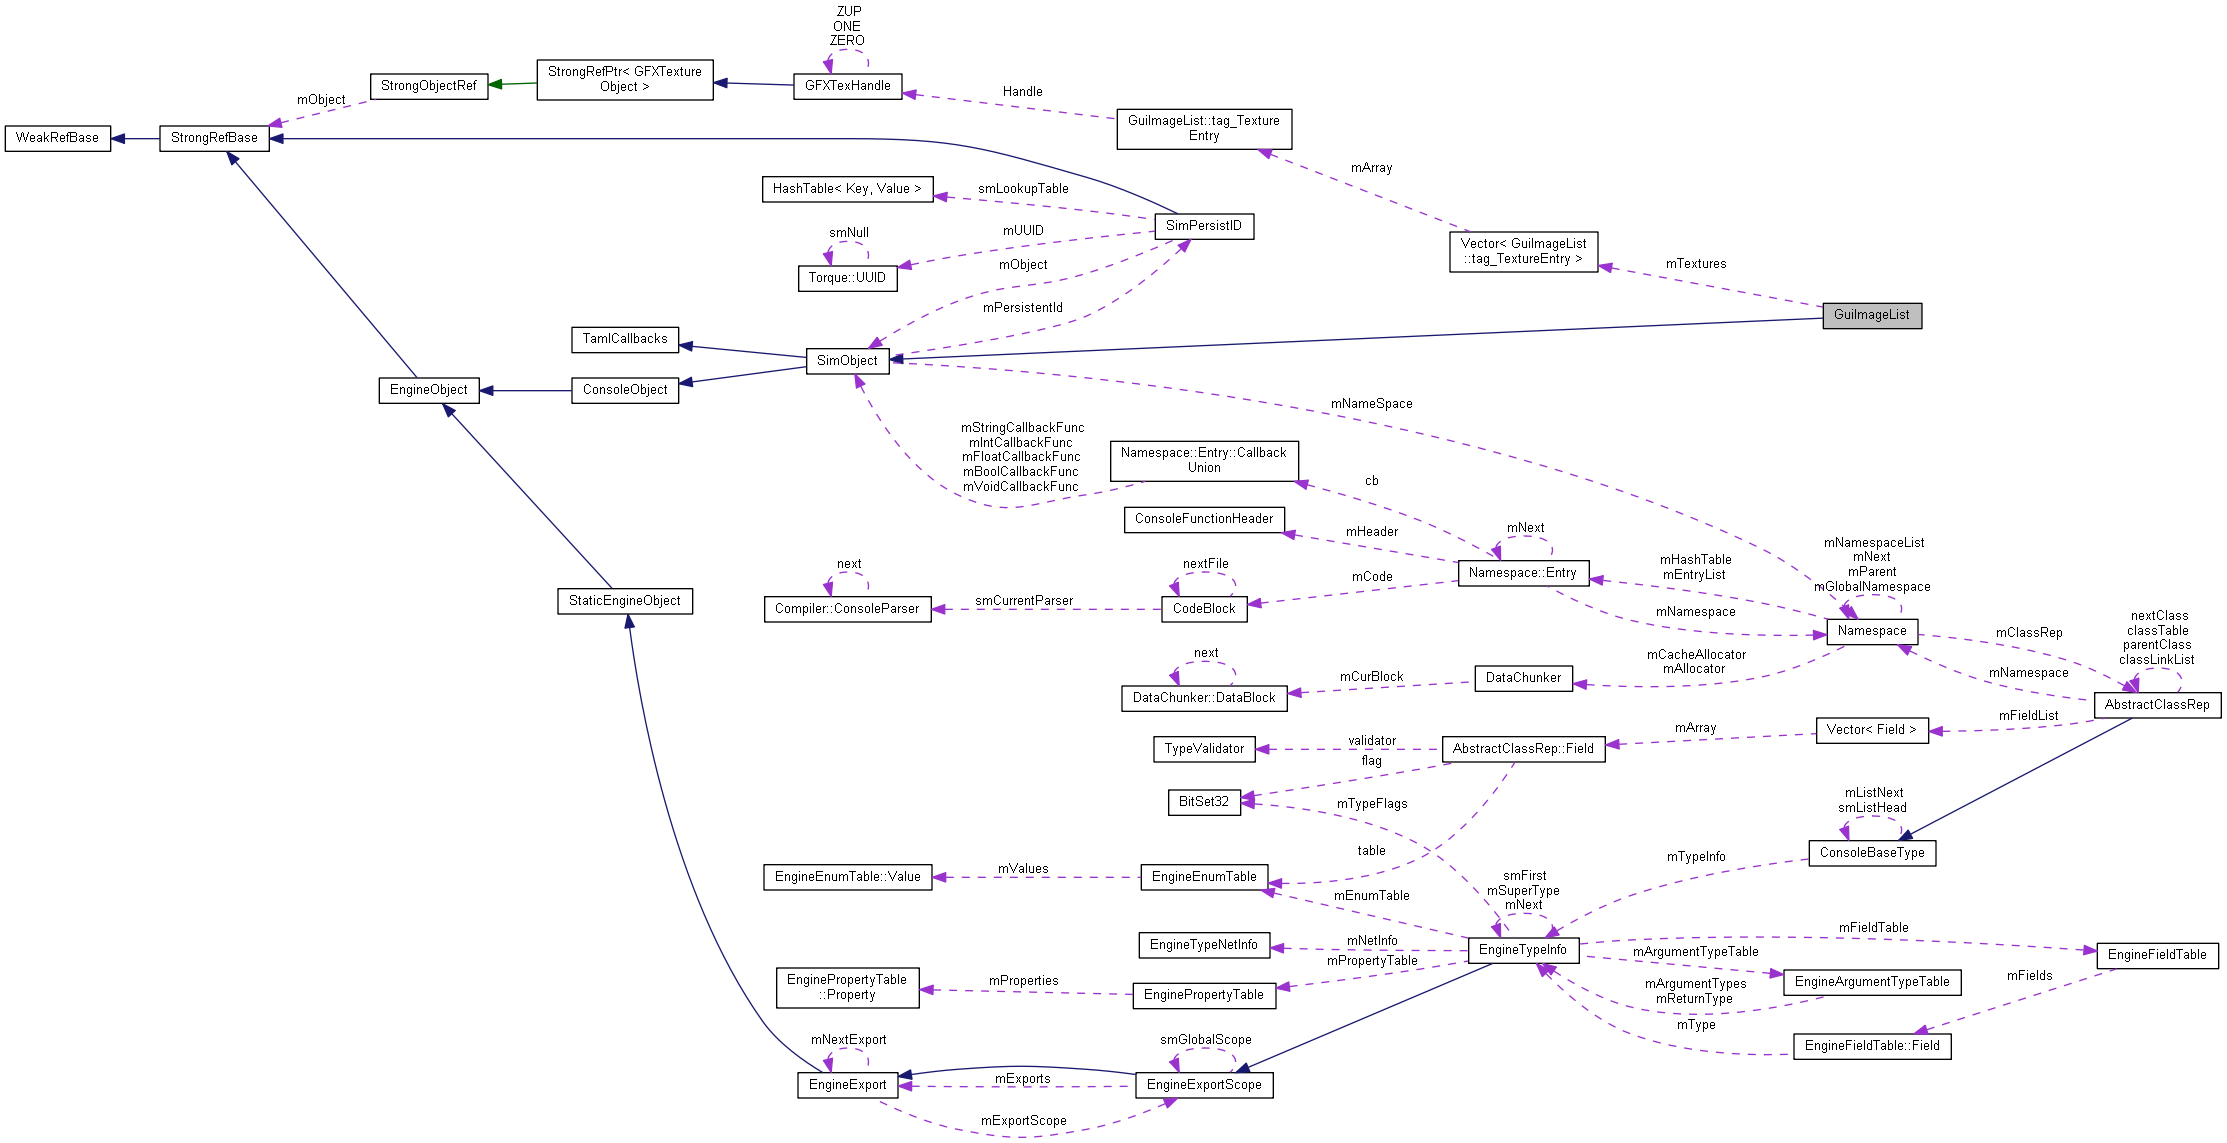 ZUP
ONE
ZERO
StrongObjectRef
StrongRefPtr< GFXTexture
Object >
GFXTexHandle
Handle
mObject
GuiImageList::tag_Texture
Entry
WeakRefBase
StrongRefBase
mArray
HashTable< Key, Value >
smLookupTable
SimPersistID
mUUID
smNull
Torque::UUID
mObject
Vector< GuiImageList
::tag_TextureEntry >
mTextures
mPersistentId
GuiImageList
TamlCallbacks
SimObject
EngineObject
ConsoleObject
mNameSpace
mStringCallbackFunc
mIntCallbackFunc
mFloatCallbackFunc
mBoolCallbackFunc
mVoidCallbackFunc
Namespace::Entry::Callback
Union
cb
ConsoleFunctionHeader
mHeader
mNext
Namespace::Entry
mHashTable
mEntryList
mNamespaceList
mNext
mParent
mGlobalNamespace
next
Compiler::ConsoleParser
smCurrentParser
nextFile
CodeBlock
mCode
mNamespace
Namespace
StaticEngineObject
mClassRep
nextClass
classTable
parentClass
classLinkList
next
DataChunker::DataBlock
mCurBlock
DataChunker
mCacheAllocator
mAllocator
mNamespace
AbstractClassRep
mFieldList
Vector< Field >
mArray
AbstractClassRep::Field
validator
TypeValidator
flag
BitSet32
mTypeFlags
mListNext
smListHead
ConsoleBaseType
table
mTypeInfo
EngineEnumTable::Value
mValues
EngineEnumTable
mEnumTable
smFirst
mSuperType
mNext
EngineTypeInfo
EngineTypeNetInfo
mNetInfo
mPropertyTable
EnginePropertyTable
::Property
mProperties
EnginePropertyTable
mFieldTable
EngineFieldTable
mArgumentTypeTable
EngineArgumentTypeTable
mArgumentTypes
mReturnType
mFields
mType
EngineFieldTable::Field
mNextExport
EngineExport
mExports
smGlobalScope
EngineExportScope
mExportScope